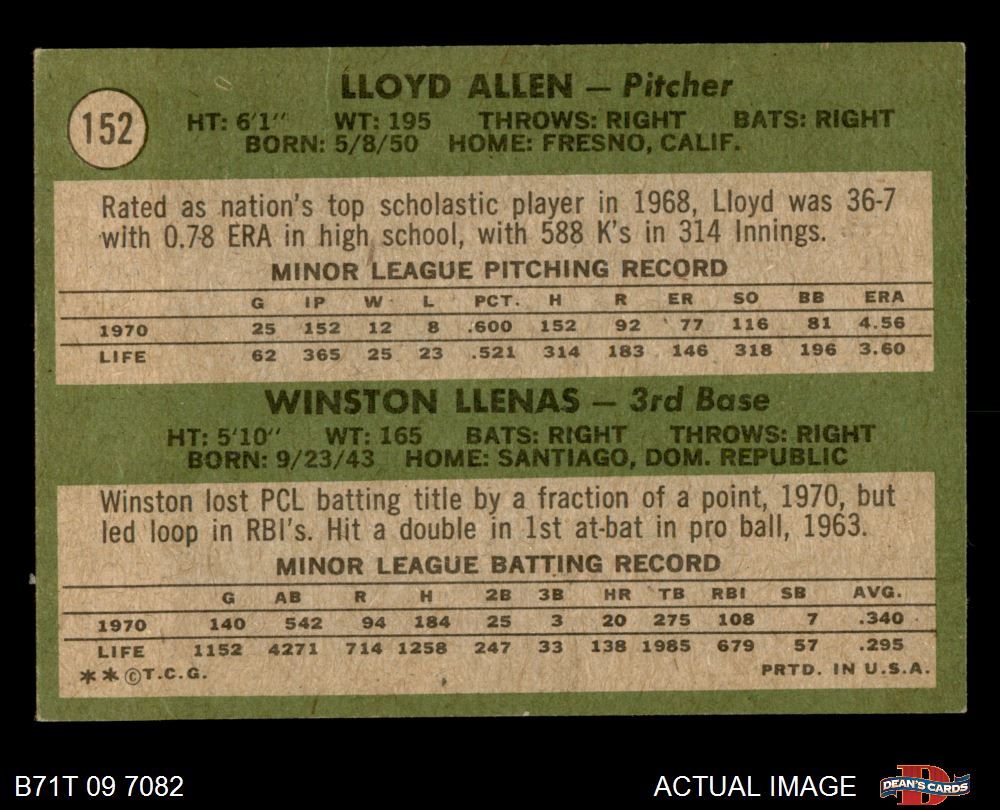 LLOYD ALLEN — Pitcher
152
HT: 6'1" WT: 195 THROWS: RIGHT BATS: RIGHT
BORN: 5/8/50 HOME: FRESNO, CALIF.
Rated as nation's top scholastic player in 1968, Lloyd was 36-7
with 0.78 ERA in high school, with 588 K's in 314 Innings.
MINOR LEAGUE PITCHING RECORD
G IP W L PCT. H R ER SO BB ERA
1970 25 152 12 8 .600 152 92 77 116 81 4.56
LIFE 62 365 25 23 .521 314 183 146 318 196 3.60
WINSTON LLENAS — 3rd Base
HT: 5'10" WT: 165 BATS: RIGHT THROWS: RIGHT
BORN: 9/23/43 HOME: SANTIAGO, DOM. REPUBLIC
Winston lost PCL batting title by a fraction of a point, 1970, but
led loop in RBI's. Hit a double in 1st at-bat in pro ball, 1963.
MINOR LEAGUE BATTING RECORD
G AB R H 2B 3B HR TB RBI SB AVG.
1970 140 542 94 184 25 3 20 275 108 7 .340
LIFE 1152 4271 714 1258 247 33 138 1985 679 57 .295
**©T.C.G. PRTD. IN U.S.A.
B71T 09 7082 ACTUAL IMAGE DEAN'S CARDS